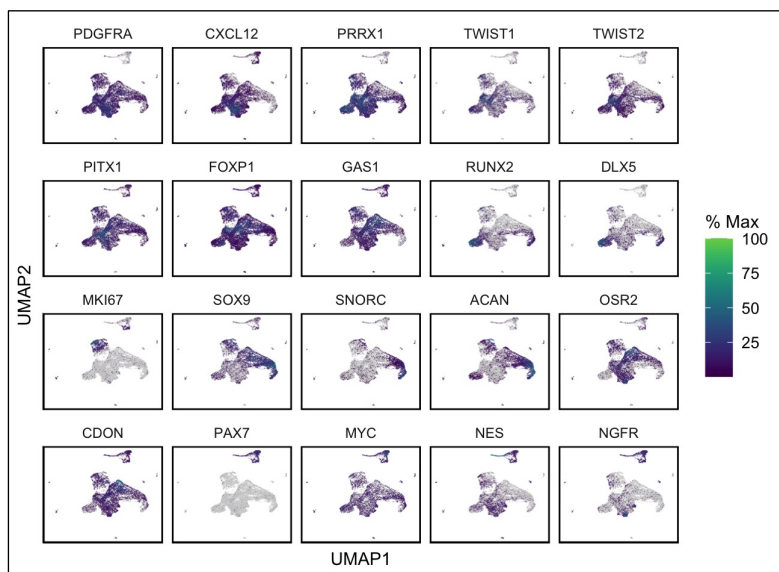 PDGFRA CXCL12 PRRX1 TWIST1 TWIST2
PITX1 FOXP1 GAS1 RUNX2 DLX5
% Max
100
75
50
25
UMAP2
MKI67 SOX9 SNORC ACAN OSR2
CDON PAX7 MYC NES NGFR
UMAP1